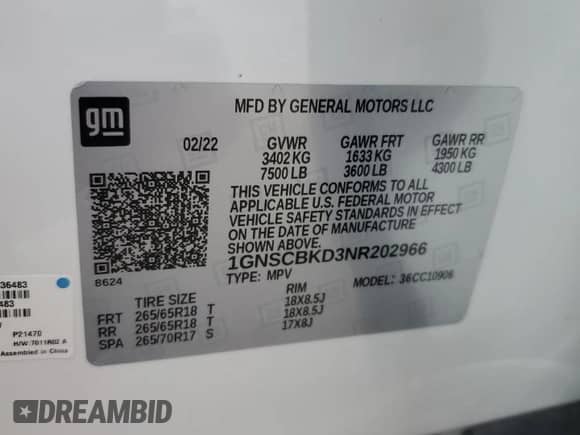 gm
MFD BY GENERAL MOTORS LLC
02/22 GVWR GAWR FRT GAWR RR
3402 KG 1633 KG 1950 KG
7500 LB 3600 LB 4300 LB
THIS VEHICLE CONFORMS TO ALL
APPLICABLE U.S. FEDERAL MOTOR
VEHICLE SAFETY STANDARDS IN EFFECT
ON THE DATE OF MANUFACTURE
SHOWN ABOVE.
1GNSCBKD3NR202966
8624
TYPE: MPV MODEL: 36CC10906
TIRE SIZE RIM
FRT 265/65R18 T 18X8.5J
RR 265/65R18 T 18X8.5J
SPA 265/70R17 S 17X8J
36483
483
P21470
H/W:7011R02 A
Assembled in China
DREAMBID